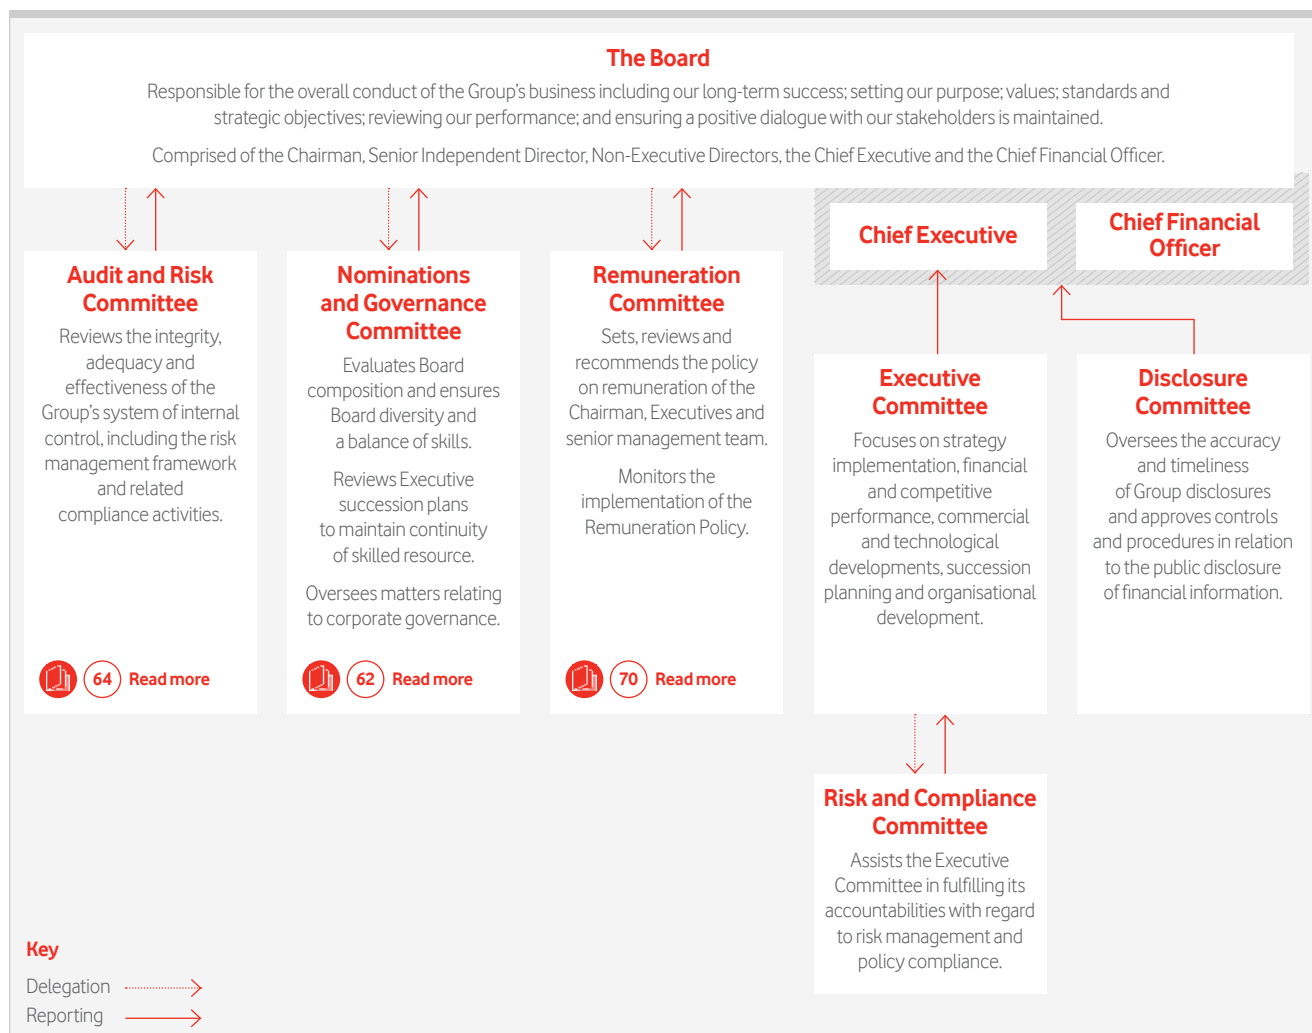 The Board
Responsible for the overall conduct of the Group's business including our long-term success; setting our purpose; values; standards and
strategic objectives; reviewing our performance; and ensuring a positive dialogue with our stakeholders is maintained.
Comprised of the Chairman, Senior Independent Director, Non-Executive Directors, the Chief Executive and the Chief Financial Officer.
Chief Executive
Chief Financial
Officer
Audit and Risk
Committee
Reviews the integrity,
adequacy and
effectiveness of the
Group's system of internal
control, including the risk
management framework
and related
compliance activities.
64 Read more
Nominations
and Governance
Committee
Evaluates Board
composition and ensures
Board diversity and
a balance of skills.
Reviews Executive
succession plans
to maintain continuity
of skilled resource.
Oversees matters relating
to corporate governance.
62 Read more
Remuneration
Committee
Sets, reviews and
recommends the policy
on remuneration of the
Chairman, Executives and
senior management team.
Monitors the
implementation of the
Remuneration Policy.
70 Read more
Executive
Committee
Focuses on strategy
implementation, financial
and competitive
performance, commercial
and technological
developments, succession
planning and organisational
development.
Disclosure
Committee
Oversees the accuracy
and timeliness
of Group disclosures
and approves controls
and procedures in relation
to the public disclosure
of financial information.
Risk and Compliance
Committee
Assists the Executive
Committee in fulfilling its
accountabilities with regard
to risk management and
policy compliance.
Key
Delegation
Reporting